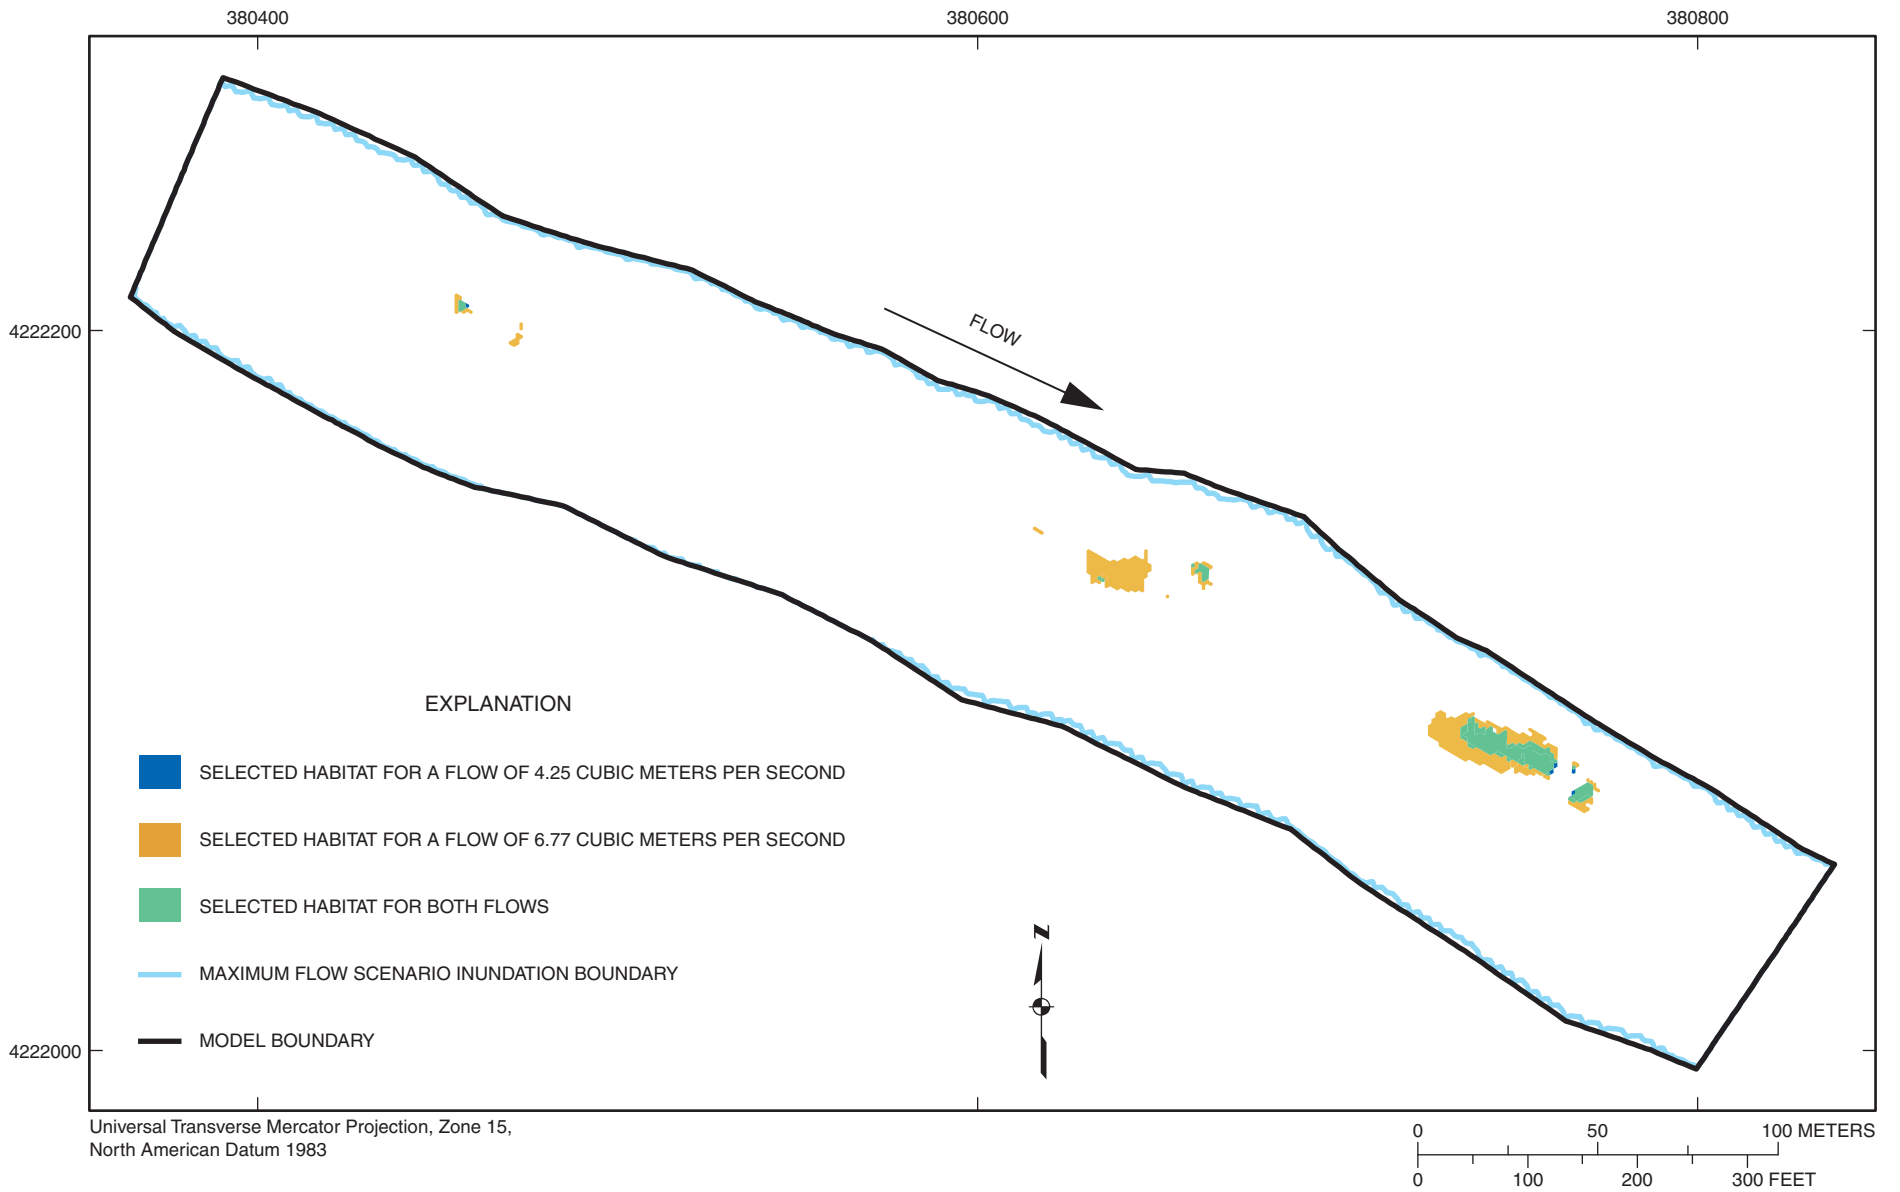 380400
380600
380800
4222200
FLOW
EXPLANATION
SELECTED HABITAT FOR A FLOW OF 4.25 CUBIC METERS PER SECOND
SELECTED HABITAT FOR A FLOW OF 6.77 CUBIC METERS PER SECOND
SELECTED HABITAT FOR BOTH FLOWS
MAXIMUM FLOW SCENARIO INUNDATION BOUNDARY
MODEL BOUNDARY
N
4222000
Universal Transverse Mercator Projection, Zone 15,
North American Datum 1983
0 50 100 METERS
0 100 200 300 FEET